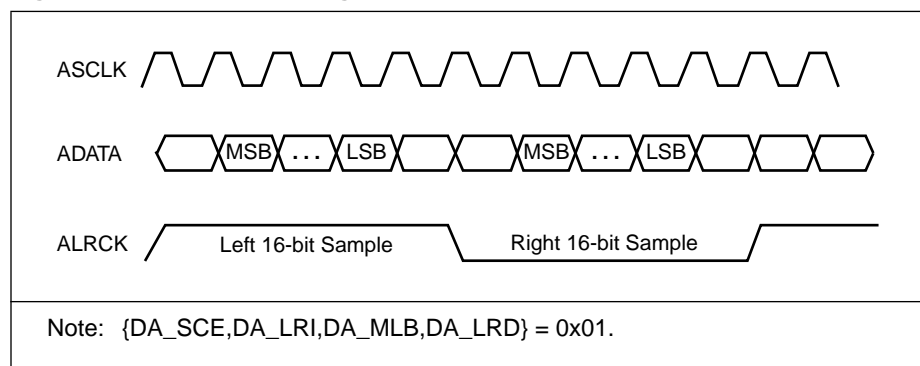 ASCLK
ADATA MSB ... LSB MSB ... LSB
ALRCK Left 16-bit Sample Right 16-bit Sample
Note: {DA_SCE,DA_LRI,DA_MLB,DA_LRD} = 0x01.